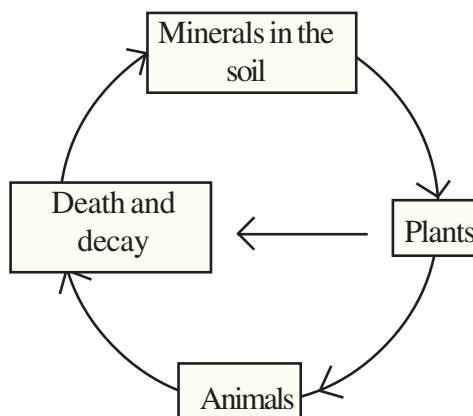 Minerals in the
soil
Death and
decay
Plants
Animals